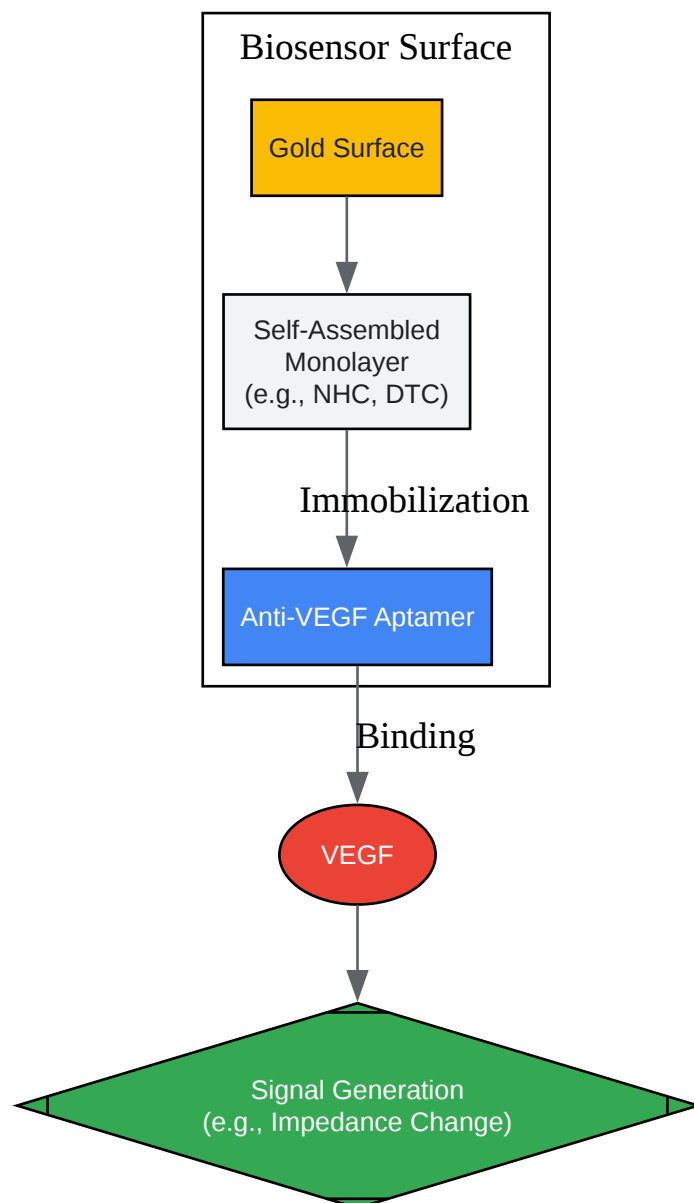 Biosensor Surface
Gold Surface
Self-Assembled
Monolayer
(e.g., NHC, DTC)
Immobilization
Anti-VEGF Aptamer
Binding
VEGF
Signal Generation
(e.g., Impedance Change)